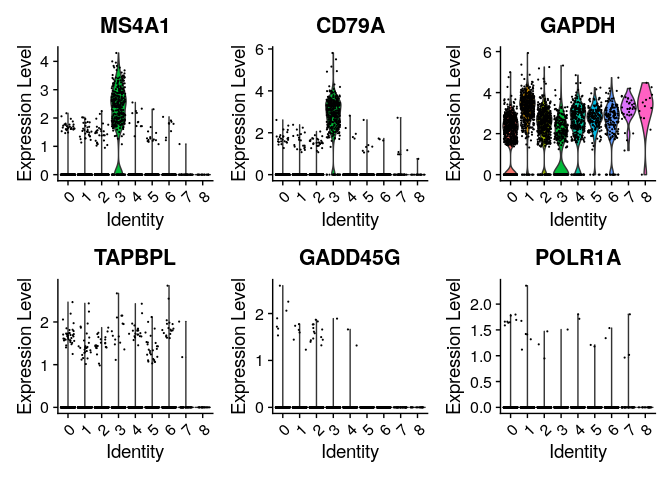 MS4A1
CD79A
GAPDH
Expression Level
4
3
2
1
0
Expression Level
6
4
2
0
Expression Level
6
4
2
0
0 1 2 3 4 5 6 7 8
0 1 2 3 4 5 6 7 8
0 1 2 3 4 5 6 7 8
Identity
Identity
Identity
TAPBPL
GADD45G
POLR1A
Expression Level
2
1
0
Expression Level
2
1
0
Expression Level
2.0
1.5
1.0
0.5
0.0
0 1 2 3 4 5 6 7 8
0 1 2 3 4 5 6 7 8
0 1 2 3 4 5 6 7 8
Identity
Identity
Identity